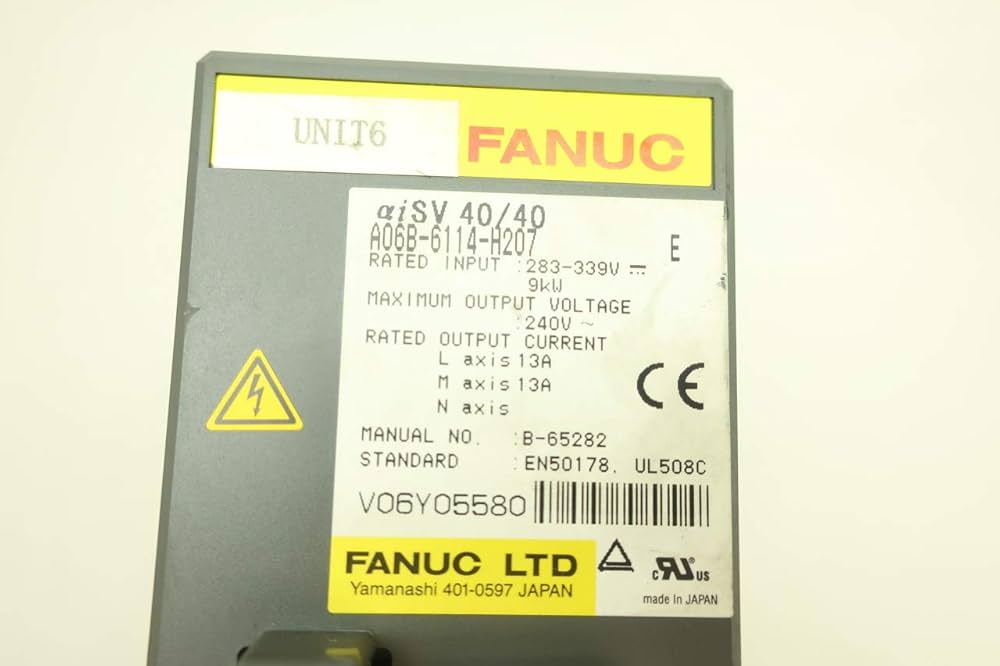 UNIT6
FANUC
αiSV 40/40
A06B-6114-H207
E
RATED INPUT :283-339V ⎓
9kW
MAXIMUM OUTPUT VOLTAGE
:240V ~
RATED OUTPUT CURRENT
L axis 13A
M axis 13A
N axis
CE
MANUAL NO. :B-65282
STANDARD :EN50178, UL508C
V06Y05580
FANUC LTD
Yamanashi 401-0597 JAPAN
c RU US
made In JAPAN